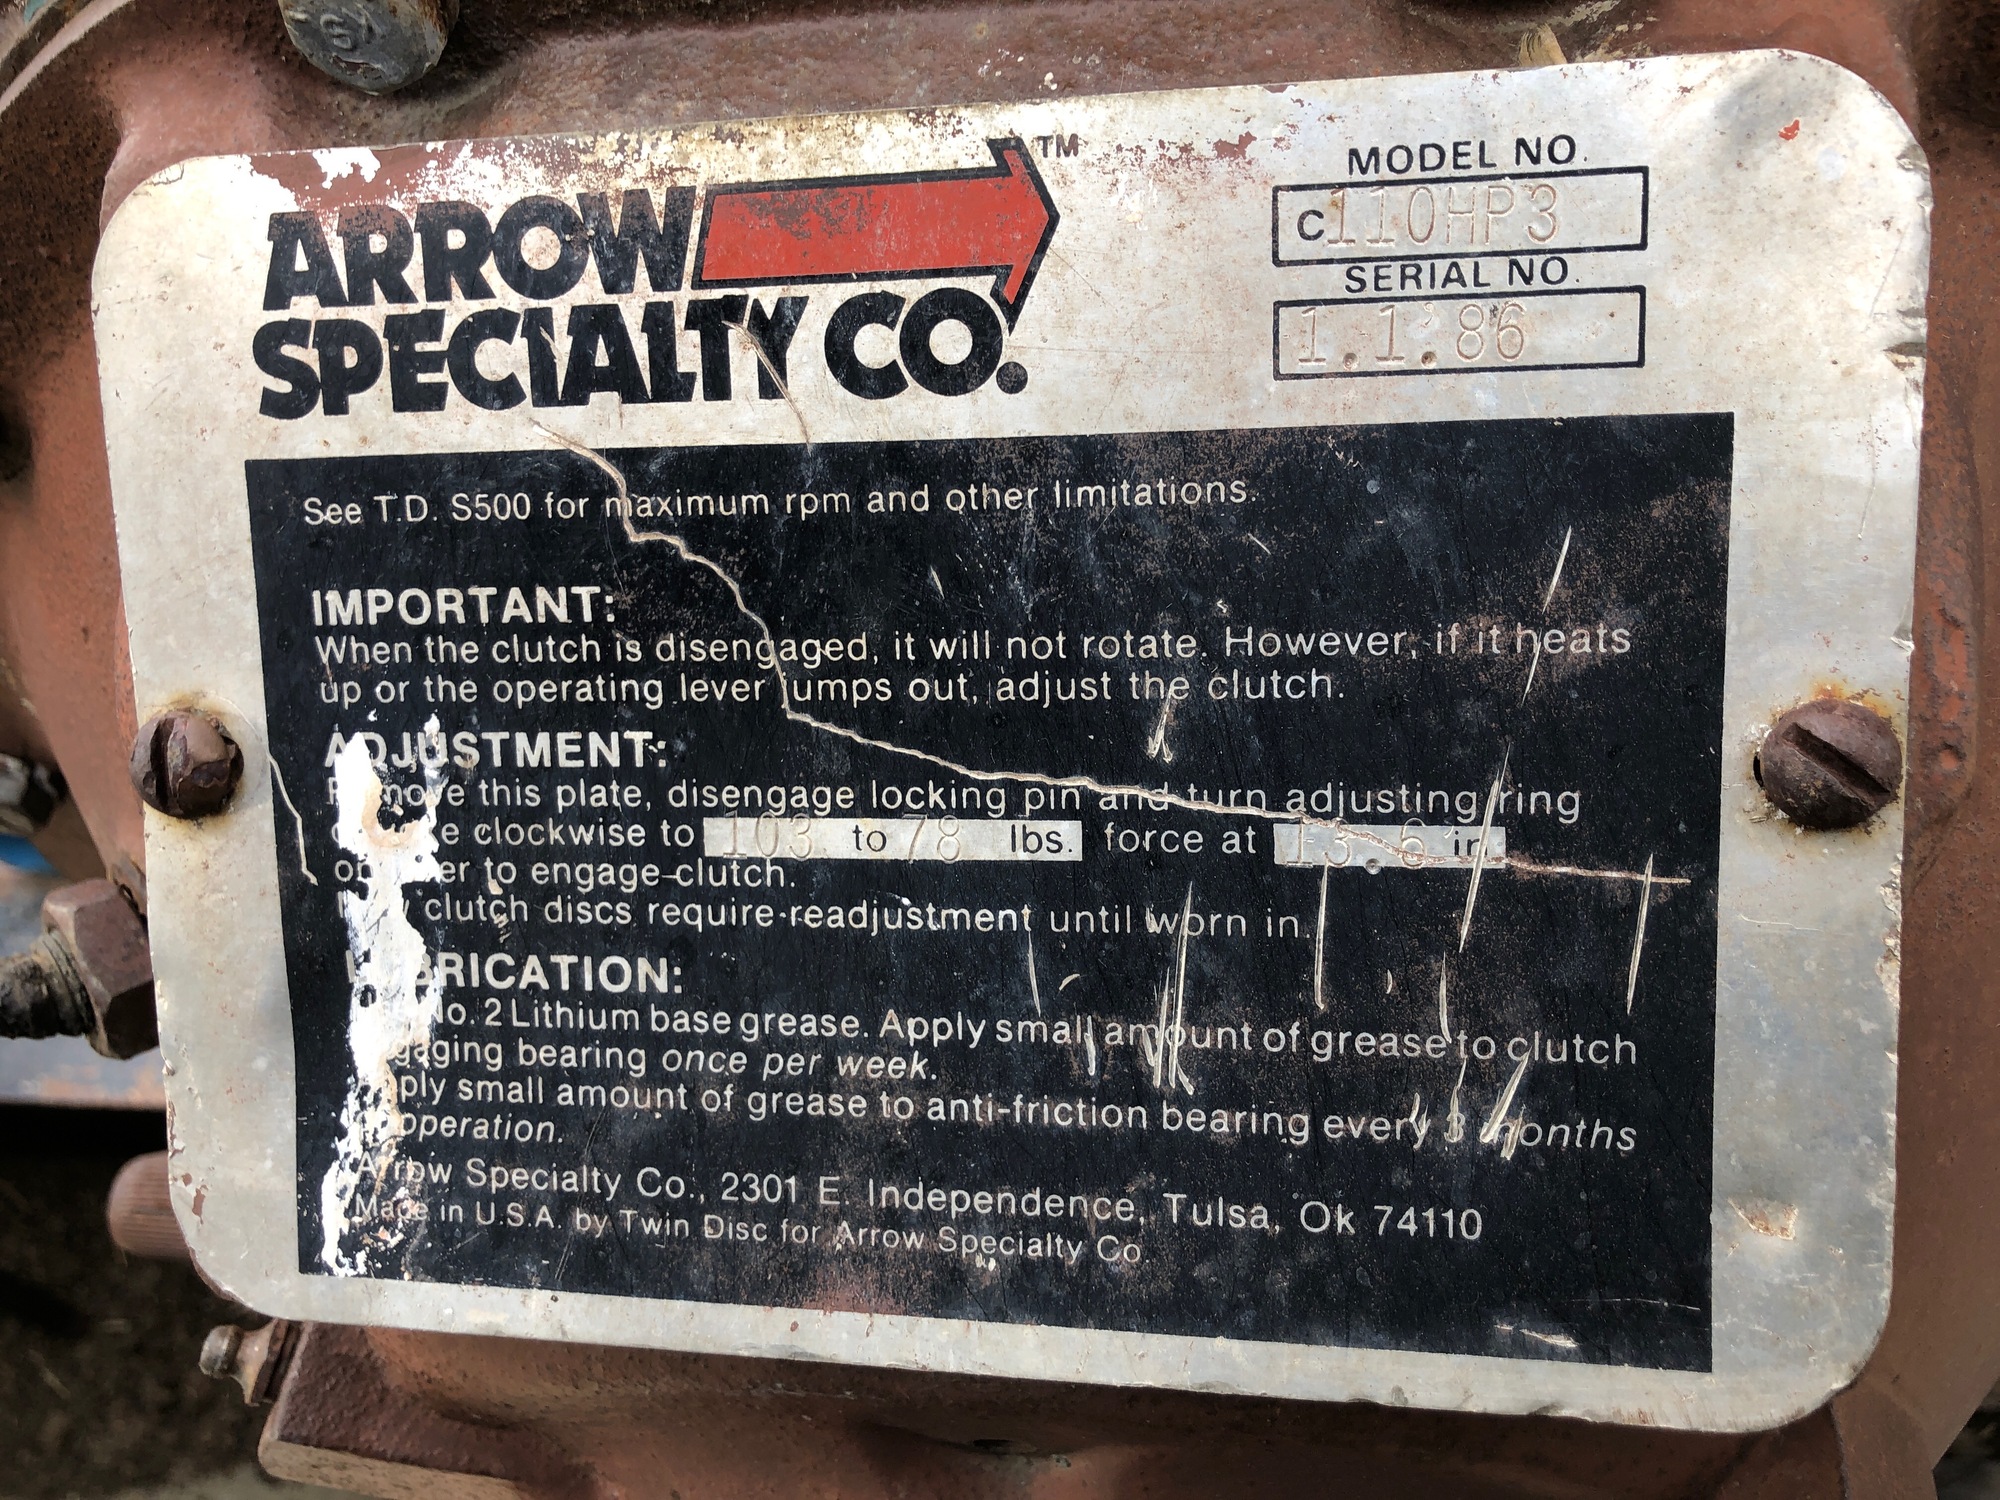 ARROW
SPECIALTY CO.
TM
MODEL NO.
C110HP3
SERIAL NO.
1.1.86
See T.D. S500 for maximum rpm and other limitations.
IMPORTANT:
When the clutch is disengaged, it will not rotate. However, if it heats
up or the operating lever jumps out, adjust the clutch.
ADJUSTMENT:
Remove this plate, disengage locking pin and turn adjusting ring
clockwise to 103 to 78 lbs. force at 13.6 in.
to engage clutch.
clutch discs require readjustment until worn in.
LUBRICATION:
No. 2 Lithium base grease. Apply small amount of grease to clutch
engaging bearing once per week.
Apply small amount of grease to anti-friction bearing every 3 months
operation.
Arrow Specialty Co., 2301 E. Independence, Tulsa, Ok 74110
Made in U.S.A. by Twin Disc for Arrow Specialty Co